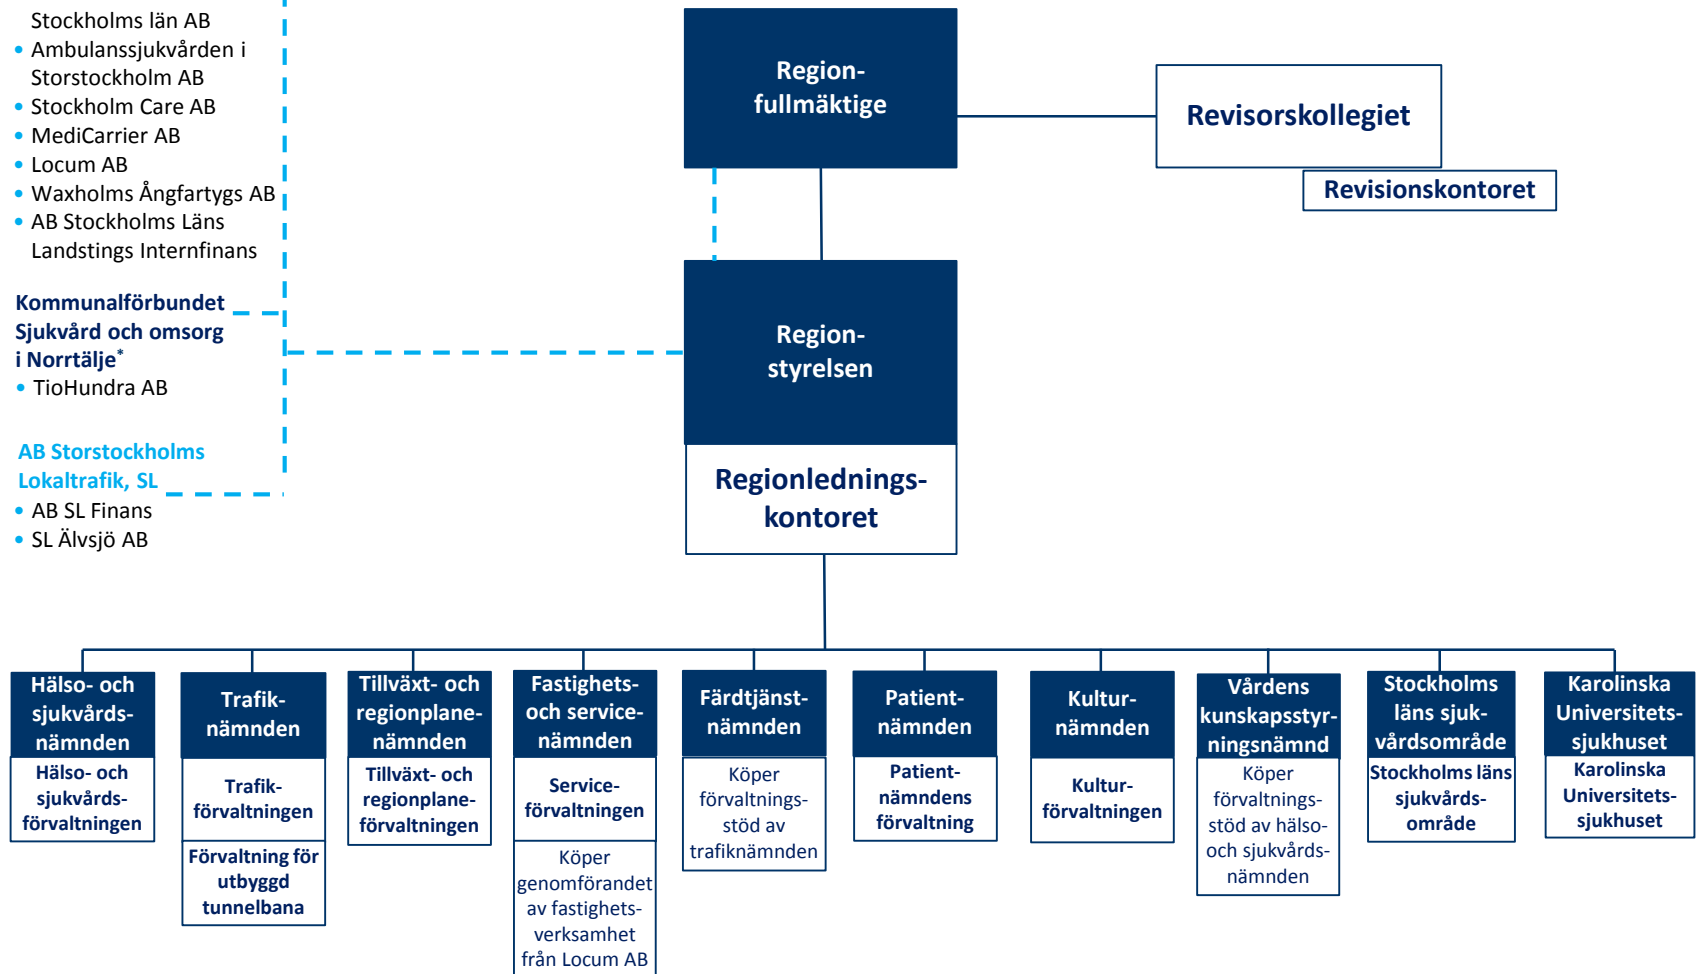 Stockholms län AB
• Ambulanssjukvården i
Storstockholm AB
• Stockholm Care AB
• MediCarrier AB
• Locum AB
• Waxholms Ångfartygs AB
• AB Stockholms Läns
Landstings Internfinans
Kommunalförbundet
Sjukvård och omsorg
i Norrtälje*
• TioHundra AB
AB Storstockholms
Lokaltrafik, SL
• AB SL Finans
• SL Älvsjö AB
Region-
fullmäktige
Revisorskollegiet
Revisionskontoret
Region-
styrelsen
Regionlednings-
kontoret
Hälso- och
sjukvårds-
nämnden
Hälso- och
sjukvårds-
förvaltningen
Trafik-
nämnden
Trafik-
förvaltningen
Förvaltning för
utbyggd
tunnelbana
Tillväxt- och
regionplane-
nämnden
Tillväxt- och
regionplane-
förvaltningen
Fastighets-
och service-
nämnden
Service-
förvaltningen
Köper
genomförandet
av fastighets-
verksamhet
från Locum AB
Färdtjänst-
nämnden
Köper
förvaltnings-
stöd av
trafiknämnden
Patient-
nämnden
Patient-
nämndens
förvaltning
Kultur-
nämnden
Kultur-
förvaltningen
Vårdens
kunskapsstyr-
ningsnämnd
Köper
förvaltnings-
stöd av hälso-
och sjukvårds-
nämnden
Stockholms
läns sjuk-
vårdsområde
Stockholms läns
sjukvårds-
område
Karolinska
Universitets-
sjukhuset
Karolinska
Universitets-
sjukhuset